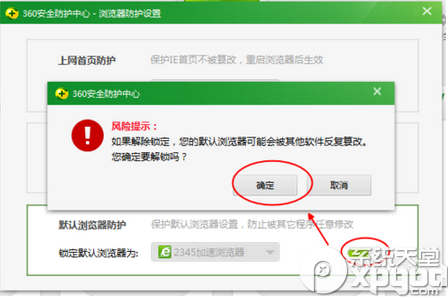 360安全防护中心 - 浏览器防护设置
上网首页防护
保护IE首页不被篡改，重启浏览器后生效
360安全防护中心
风险提示：
如果解除锁定，您的默认浏览器可能会被其他软件反复篡改。
您确定要解锁吗？
确定
取消
默认浏览器防护
保护默认浏览器设置，防止被其它程序任意修改
锁定默认浏览器为:
2345加速浏览器
系统天堂
xpgod